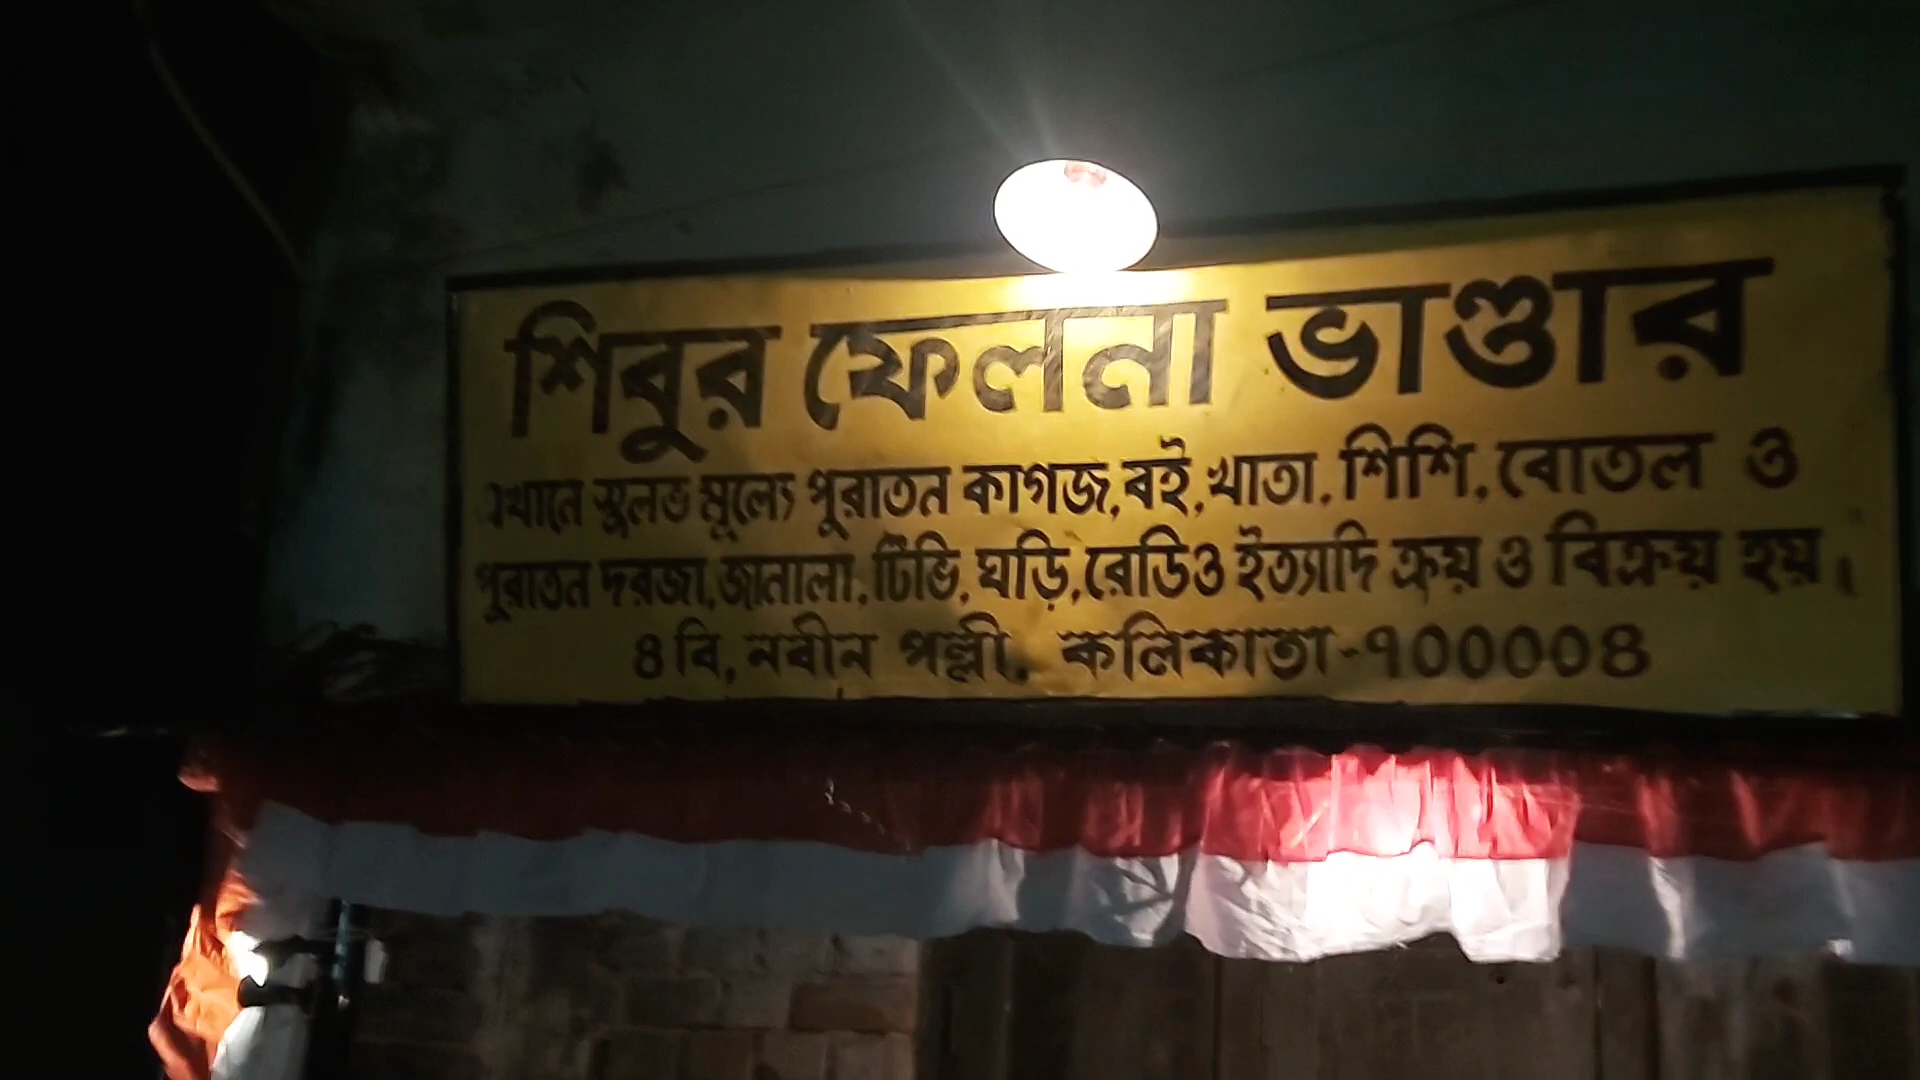 শিবুর ফেলনা ভাণ্ডার
এখানে সুলভ মূল্যে পুরাতন কাগজ, বই, খাতা, শিশি, বোতল ও
পুরাতন দরজা, জানালা, টিভি, ঘড়ি, রেডিও ইত্যাদি ক্রয় ও বিক্রয় হয়।
৪ বি, নবীন পল্লী, কলিকাতা-৭০০০০৪